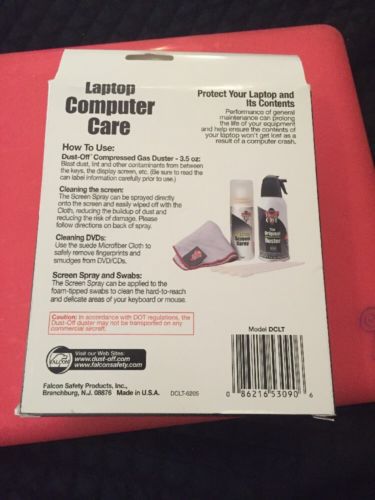 Laptop
Computer
Care
Protect Your Laptop and
Its Contents
Performance of general
maintenance can prolong
the life of your equipment
and help ensure the contents of
your laptop won't get lost as a
result of a computer crash.
How To Use:
Dust-Off® Compressed Gas Duster - 3.5 oz:
Blast dust, lint and other contaminants from between
the keys, the display screen, etc. (Be sure to read the
can label information carefully prior to use.)
Cleaning the screen:
The Screen Spray can be sprayed directly
onto the screen and easily wiped off with the
Cloth, reducing the buildup of dust and
reducing the risk of damage. Please
follow directions on back of spray.
Cleaning DVDs:
Use the suede Microfiber Cloth to
safely remove fingerprints and
smudges from DVD/CDs.
Screen Spray and Swabs:
The Screen Spray can be applied to the
foam-tipped swabs to clean the hard-to-reach
and delicate areas of your keyboard or mouse.
Screen
Spray
The
Original
Duster
Caution: In accordance with DOT regulations, the
Dust-Off duster may not be transported on any
commercial aircraft.
Model DCLT
FALCON
Visit our Web Sites:
www.dust-off.com
www.falconsafety.com
Falcon Safety Products, Inc.,
Branchburg, N.J. 08876 Made in U.S.A.
DCLT-6205
0 86216 53090 6